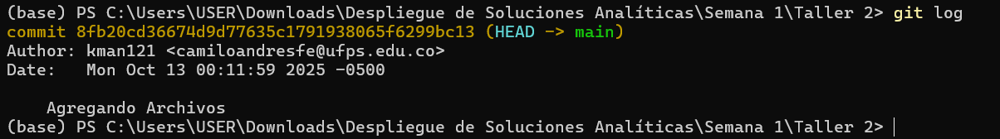 (base) PS C:\Users\USER\Downloads\Despliegue de Soluciones Analíticas\Semana 1\Taller 2> git log
commit 8fb20cd36674d9d77635c1791938065f6299bc13 (HEAD -> main)
Author: kman121 <camiloandresfe@ufps.edu.co>
Date:   Mon Oct 13 00:11:59 2025 -0500
    Agregando Archivos
(base) PS C:\Users\USER\Downloads\Despliegue de Soluciones Analíticas\Semana 1\Taller 2>